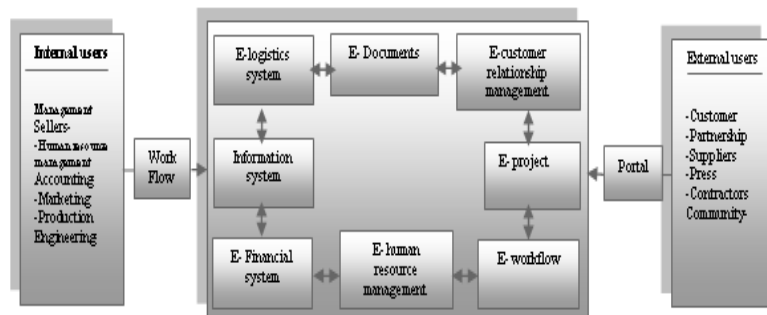 Internal users
Management
Sellers-
-Human resource
management
Accounting
-Marketing
-Production
Engineering
Work
Flow
E-logistics
system
E- Documents
E-customer
relationship
management
Information
system
E-project
E- Financial
system
E-human
resource
management
E-workflow
Portal
External users
-Customer
-Partnership
-Suppliers
-Press
-Contractors
Community-